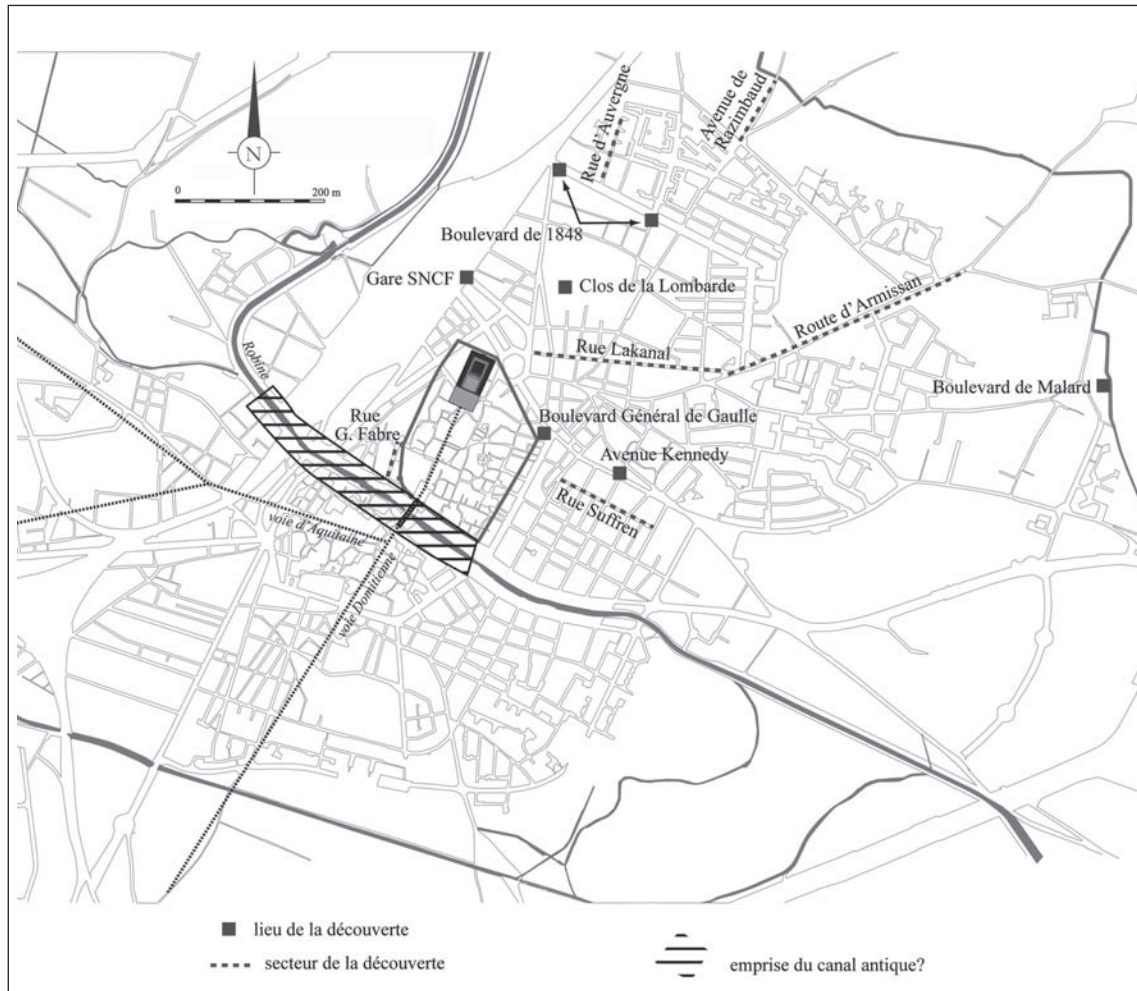 Avenue de
Razimbaud
Rue d'Auvergne
N
0
200 m
Boulevard de 1848
Gare SNCF
Clos de la Lombarde
Route d'Armissan
Robine
Rue Lakanal
Boulevard de Malard
Rue
G. Fabre
Boulevard Général de Gaulle
Avenue Kennedy
Rue Suffren
voie d'Aquitaine
voie Domitienne
lieu de la découverte
secteur de la découverte
emprise du canal antique?